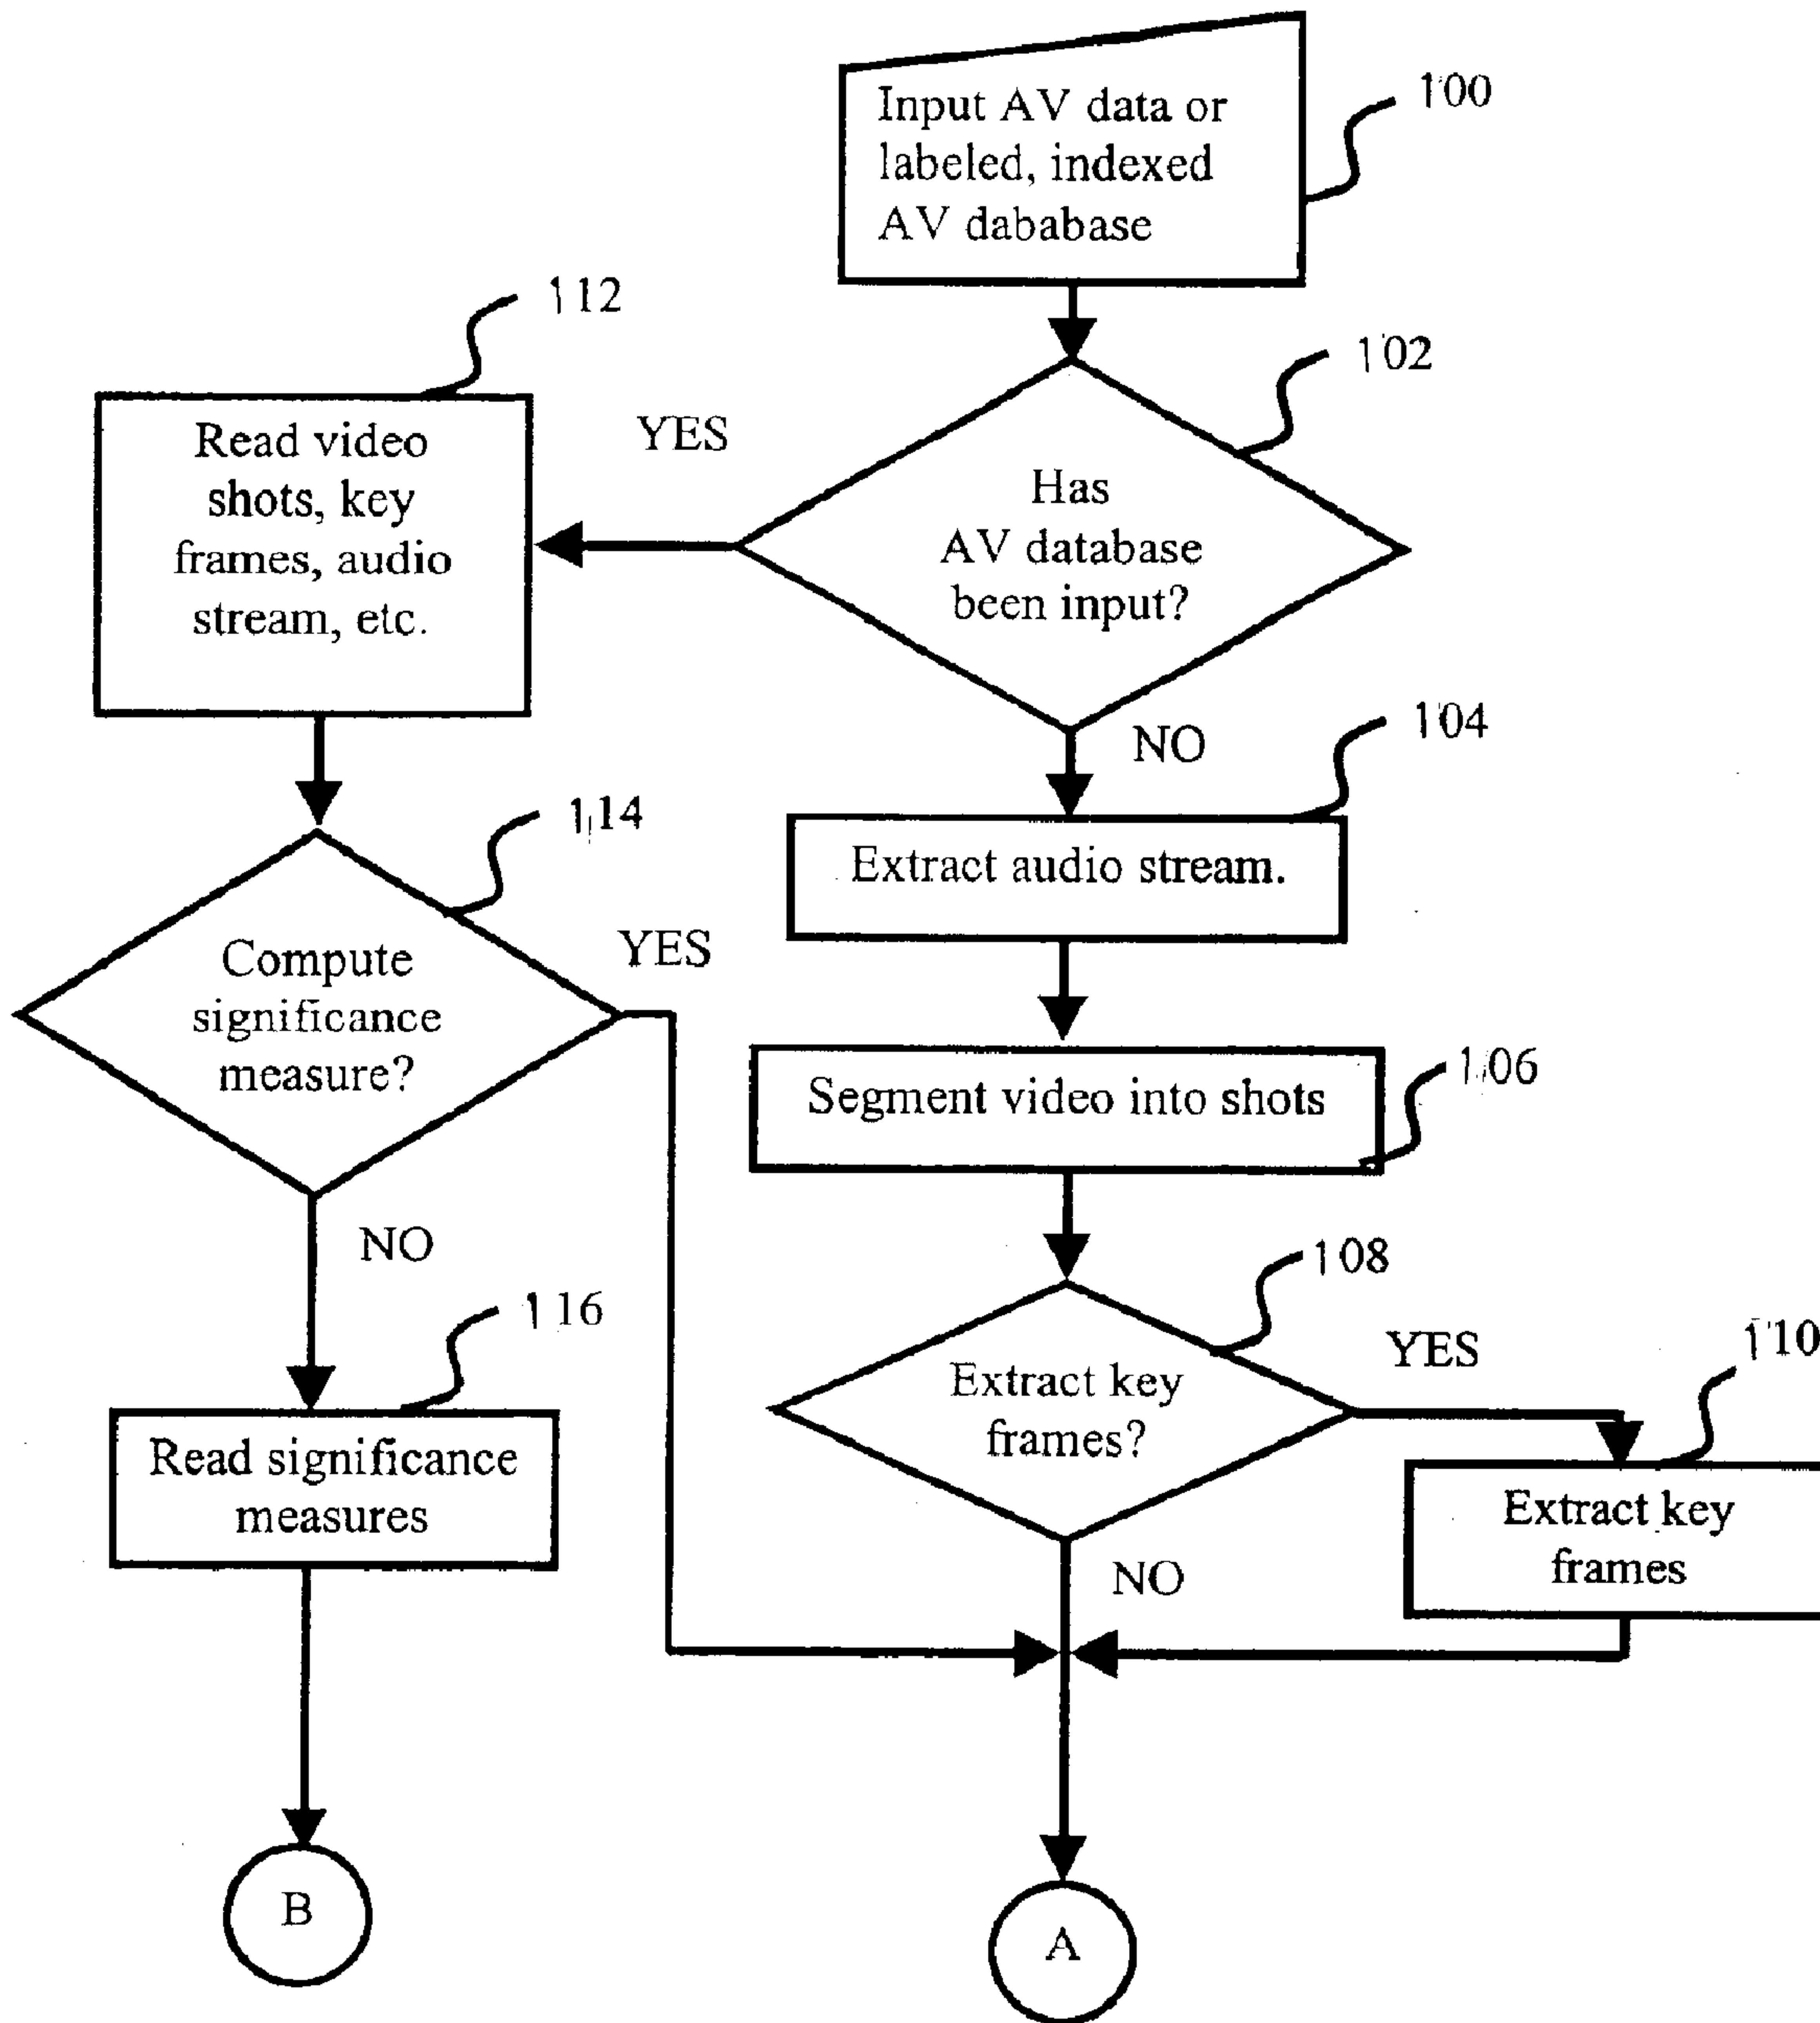 Input AV data or
labeled, indexed
AV dababase
100
102
Has
AV database
been input?
YES
NO
112
Read video
shots, key
frames, audio
stream, etc.
104
Extract audio stream.
114
Compute
significance
measure?
YES
NO
106
Segment video into shots
108
Extract key
frames?
YES
NO
110
Extract key
frames
116
Read significance
measures
B
A